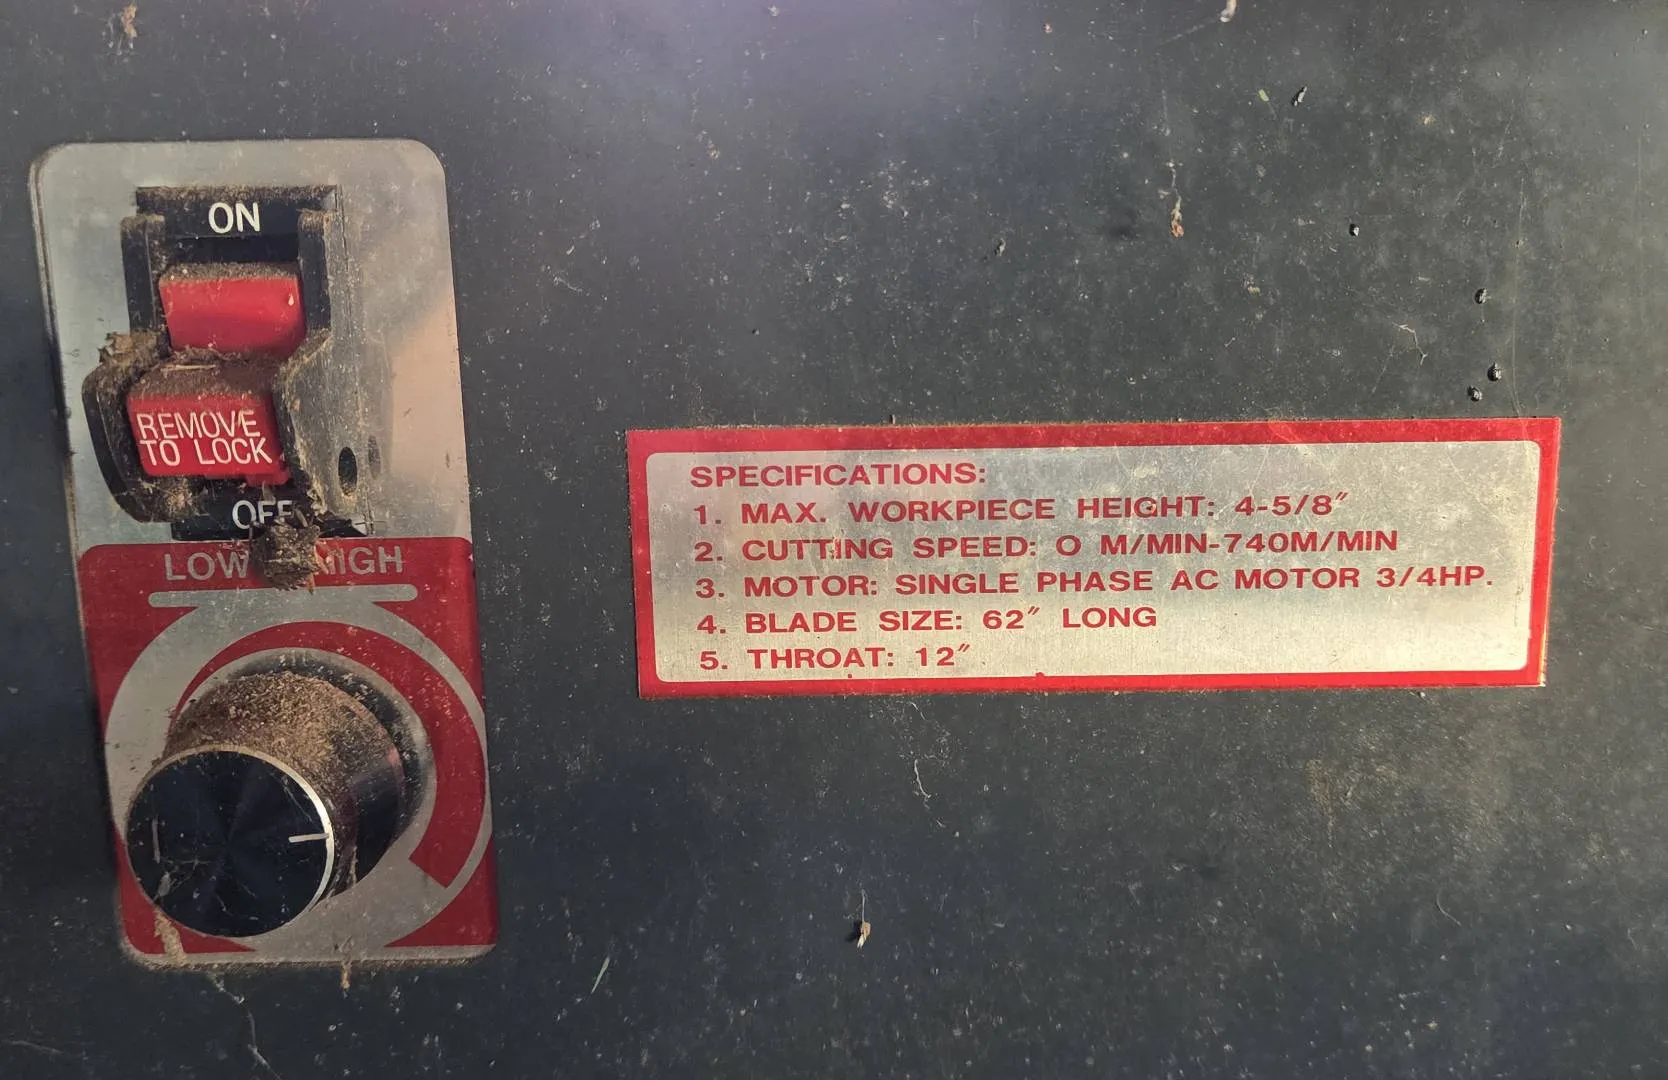 ON
REMOVE
TO LOCK
OFF
LOW HIGH
SPECIFICATIONS:
1. MAX. WORKPIECE HEIGHT: 4-5/8"
2. CUTTING SPEED: O M/MIN-740M/MIN
3. MOTOR: SINGLE PHASE AC MOTOR 3/4HP.
4. BLADE SIZE: 62" LONG
5. THROAT: 12"